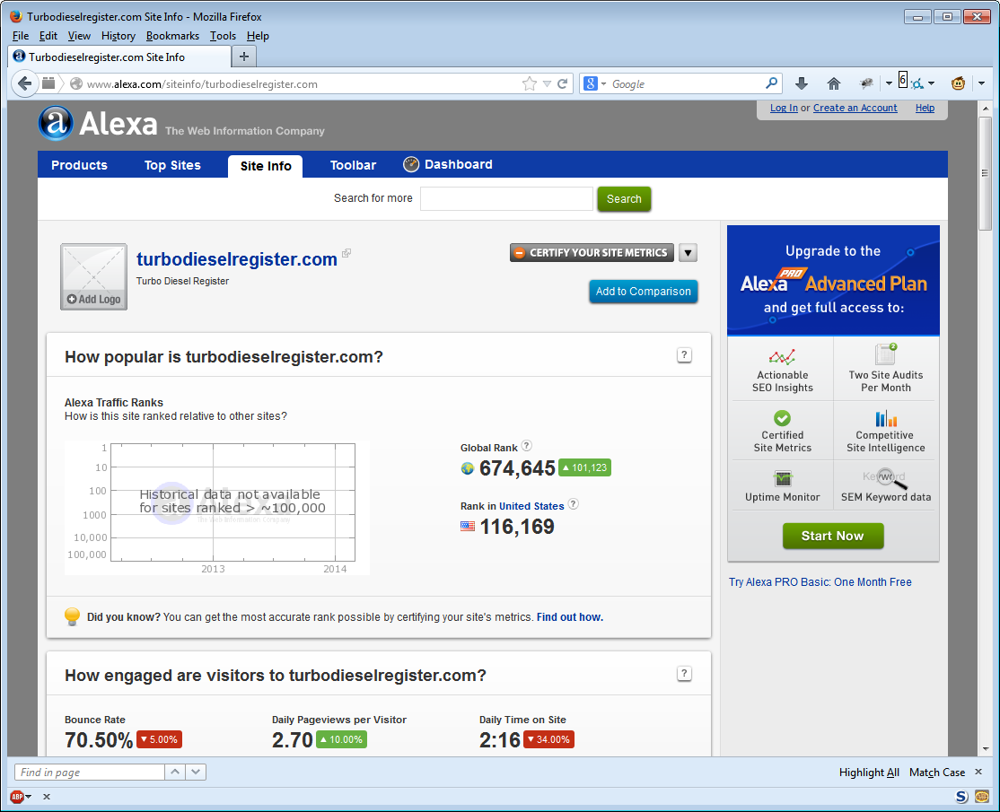 Turbodieselregister.com Site Info - Mozilla Firefox
File Edit View History Bookmarks Tools Help
Turbodieselregister.com Site Info
www.alexa.com/siteinfo/turbodieselregister.com
Google
6
Log In or Create an Account Help
Alexa The Web Information Company
Products Top Sites Site Info Toolbar Dashboard
Search for more Search
Add Logo
turbodieselregister.com
Turbo Diesel Register
CERTIFY YOUR SITE METRICS
Add to Comparison
How popular is turbodieselregister.com? ?
Alexa Traffic Ranks
How is this site ranked relative to other sites?
1
10
100
1000
10,000
100,000
Historical data not available
for sites ranked > ~100,000
Alexa
The Web Information Company
2013 2014
Global Rank ?
674,645 101,123
Rank in United States ?
116,169
Did you know? You can get the most accurate rank possible by certifying your site's metrics. Find out how.
How engaged are visitors to turbodieselregister.com? ?
Bounce Rate
70.50% 5.00%
Daily Pageviews per Visitor
2.70 10.00%
Daily Time on Site
2:16 34.00%
Upgrade to the
Alexa PRO Advanced Plan
and get full access to:
Actionable
SEO Insights
2
Two Site Audits
Per Month
Certified
Site Metrics
Competitive
Site Intelligence
Uptime Monitor
Keyword
SEM Keyword data
Start Now
Try Alexa PRO Basic: One Month Free
Find in page
Highlight All Match Case
ABP
S